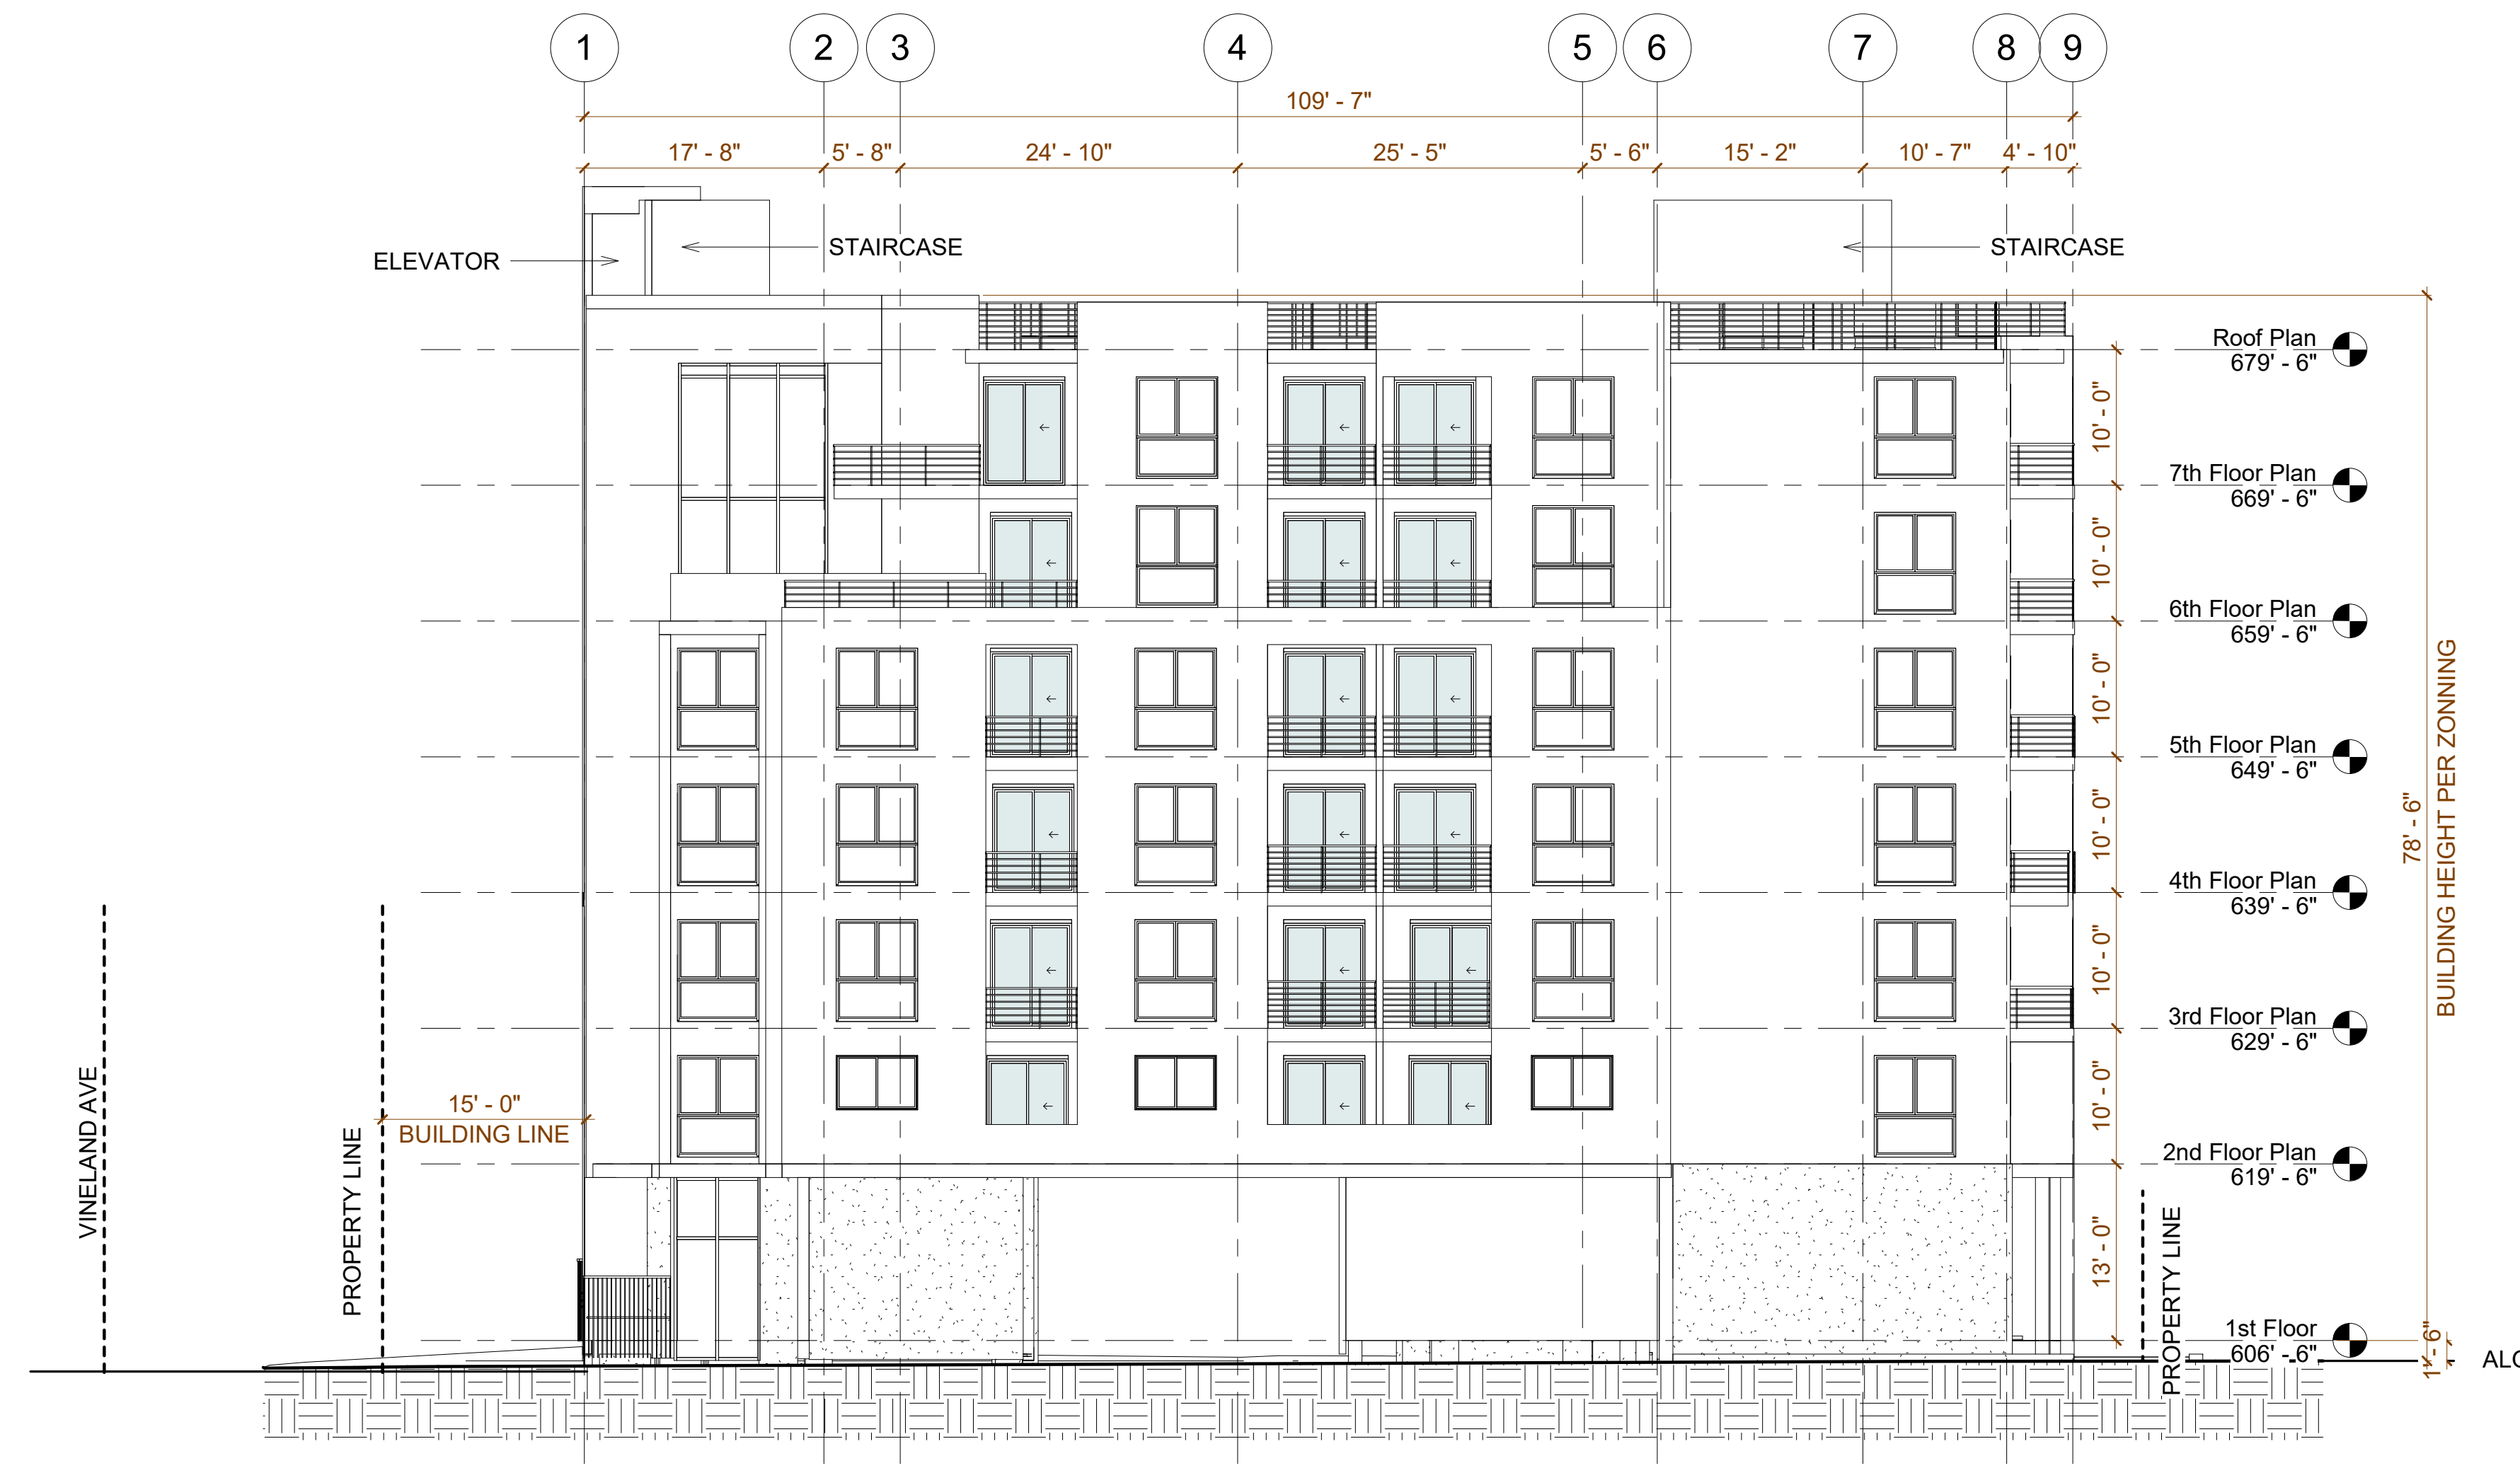 1
2
3
4
5
6
7
8
9
109' - 7"
17' - 8"
5' - 8"
24' - 10"
25' - 5"
5' - 6"
15' - 2"
10' - 7"
4' - 10"
ELEVATOR
STAIRCASE
STAIRCASE
Roof Plan
679' - 6"
10' - 0"
7th Floor Plan
669' - 6"
10' - 0"
6th Floor Plan
659' - 6"
10' - 0"
5th Floor Plan
649' - 6"
10' - 0"
4th Floor Plan
639' - 6"
10' - 0"
3rd Floor Plan
629' - 6"
10' - 0"
2nd Floor Plan
619' - 6"
13' - 0"
1st Floor
606' - 6"
1' - 6"
78' - 6"
BUILDING HEIGHT PER ZONNING
VINELAND AVE
PROPERTY LINE
15' - 0"
BUILDING LINE
PROPERTY LINE